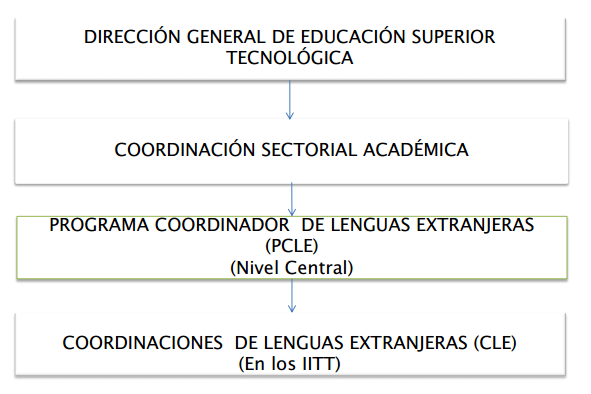 DIRECCIÓN GENERAL DE EDUCACIÓN SUPERIOR
TECNOLÓGICA
COORDINACIÓN SECTORIAL ACADÉMICA
PROGRAMA COORDINADOR DE LENGUAS EXTRANJERAS
(PCLE)
(Nivel Central)
COORDINACIONES DE LENGUAS EXTRANJERAS (CLE)
(En los IITT)